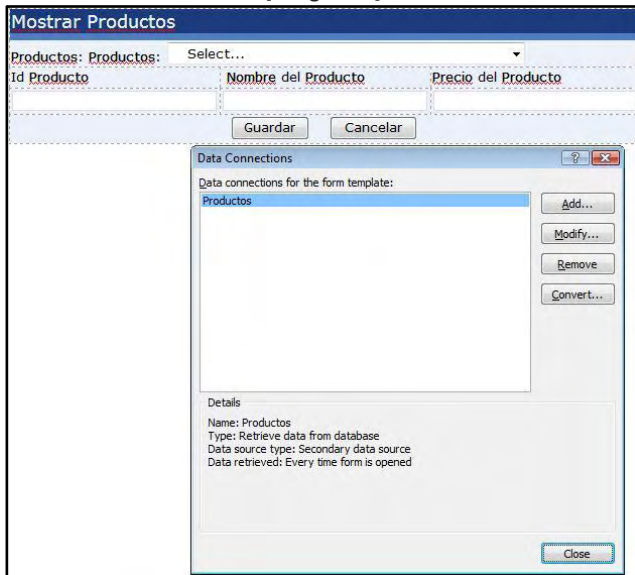 Mostrar Productos
Productos: Productos: Select...
Id Producto Nombre del Producto Precio del Producto
Guardar Cancelar
Data Connections
Data connections for the form template:
Productos
Add...
Modify...
Remove
Convert...
Details
Name: Productos
Type: Retrieve data from database
Data source type: Secondary data source
Data retrieved: Every time form is opened
Close